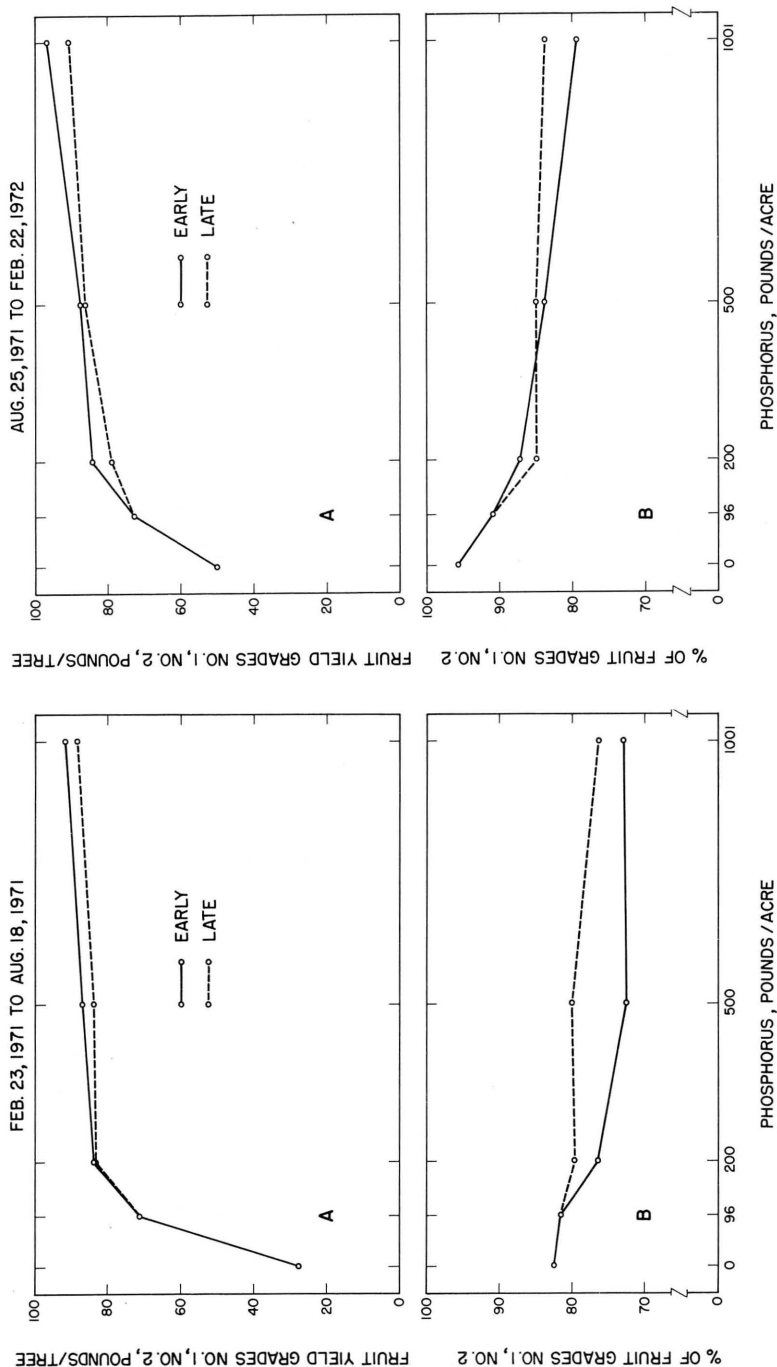 FEB. 23, 1971 TO AUG. 18, 1971
FRUIT YIELD GRADES NO. 1, NO. 2, POUNDS/TREE
100
80
60
40
20
0
EARLY
LATE
A
% OF FRUIT GRADES NO. 1, NO. 2
100
90
80
70
0
B
0
96
200
500
1001
PHOSPHORUS, POUNDS/ACRE
AUG. 25, 1971 TO FEB. 22, 1972
FRUIT YIELD GRADES NO. 1, NO. 2, POUNDS/TREE
100
80
60
40
20
0
EARLY
LATE
A
% OF FRUIT GRADES NO. 1, NO. 2
100
90
80
70
0
B
0
96
200
500
1001
PHOSPHORUS, POUNDS/ACRE